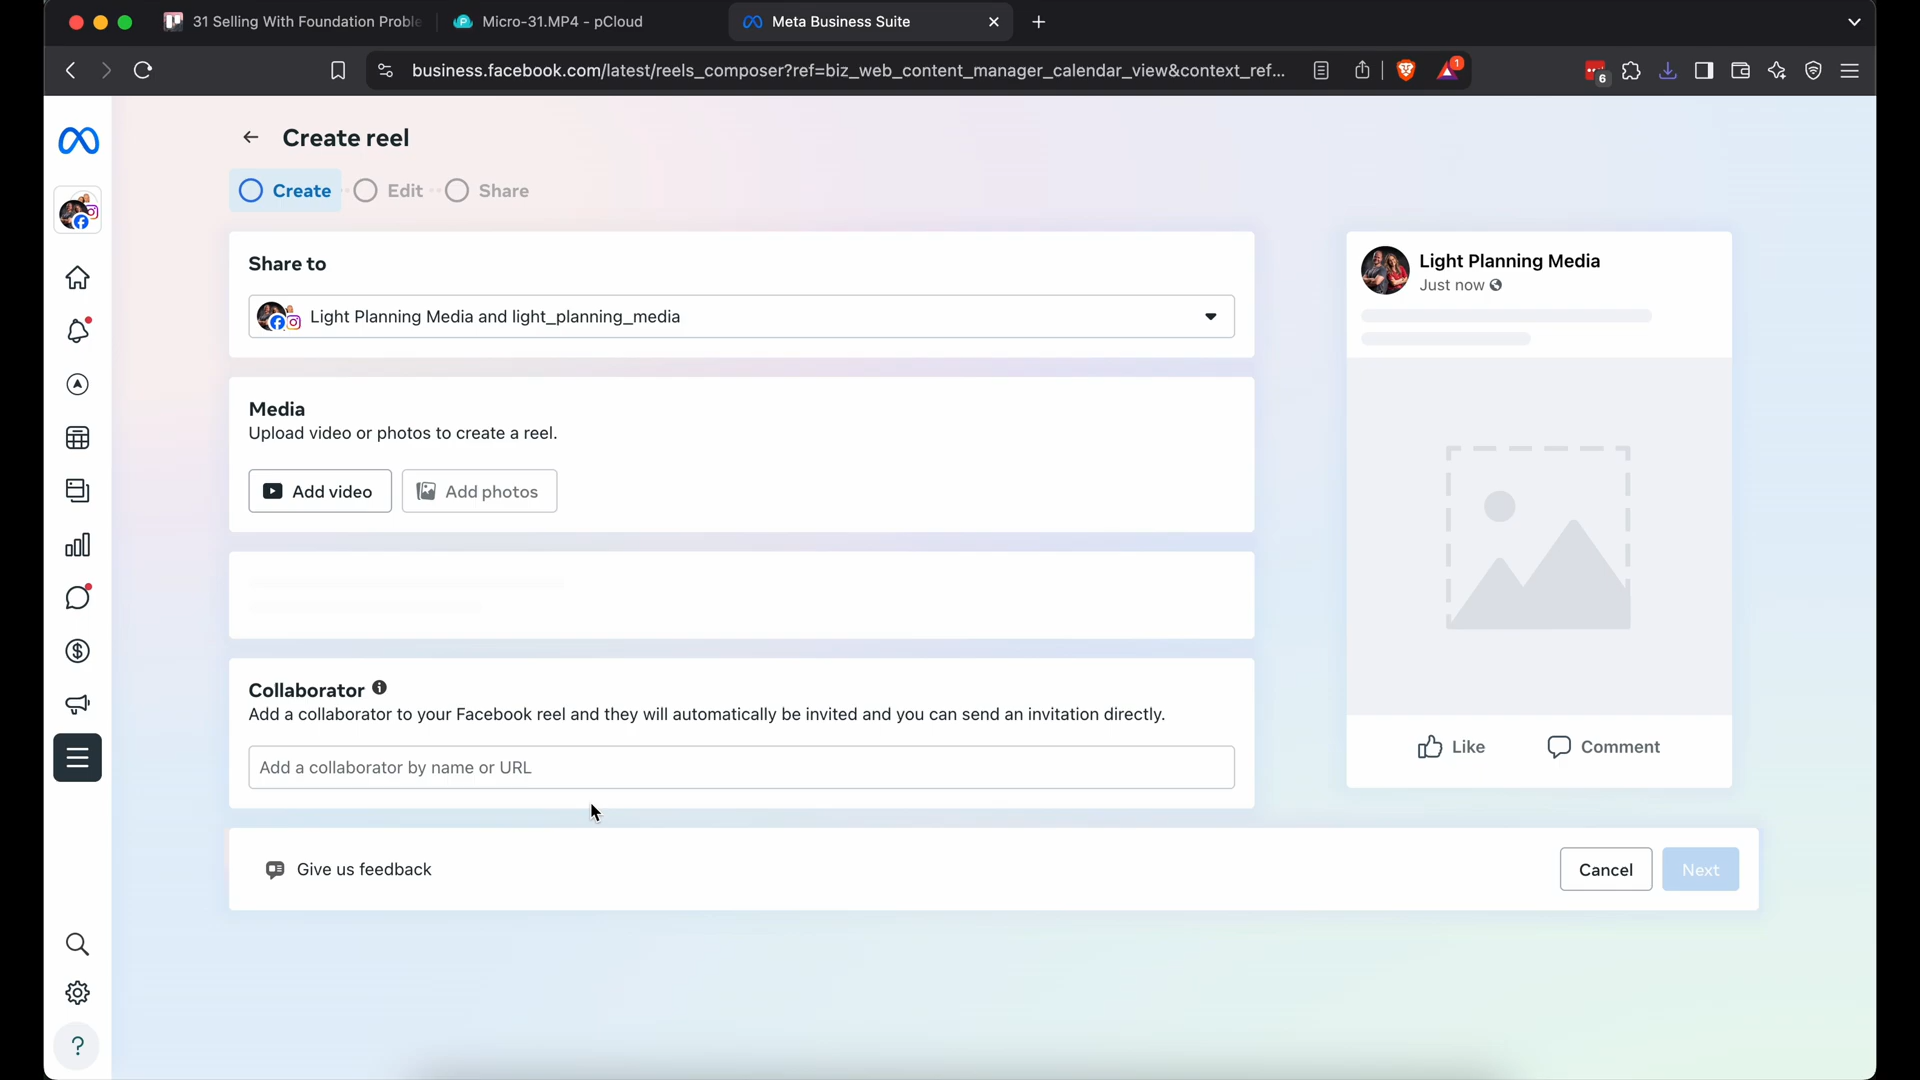 31 Selling With Foundation Proble
Micro-31.MP4 - pCloud
Meta Business Suite
business.facebook.com/latest/reels_composer?ref=biz_web_content_manager_calendar_view&context_ref...
1
6
Create reel
Create
Edit
Share
Share to
Light Planning Media and light_planning_media
Media
Upload video or photos to create a reel.
Add video
Add photos
Collaborator
Add a collaborator to your Facebook reel and they will automatically be invited and you can send an invitation directly.
Add a collaborator by name or URL
Give us feedback
Cancel
Next
Light Planning Media
Just now
Like
Comment